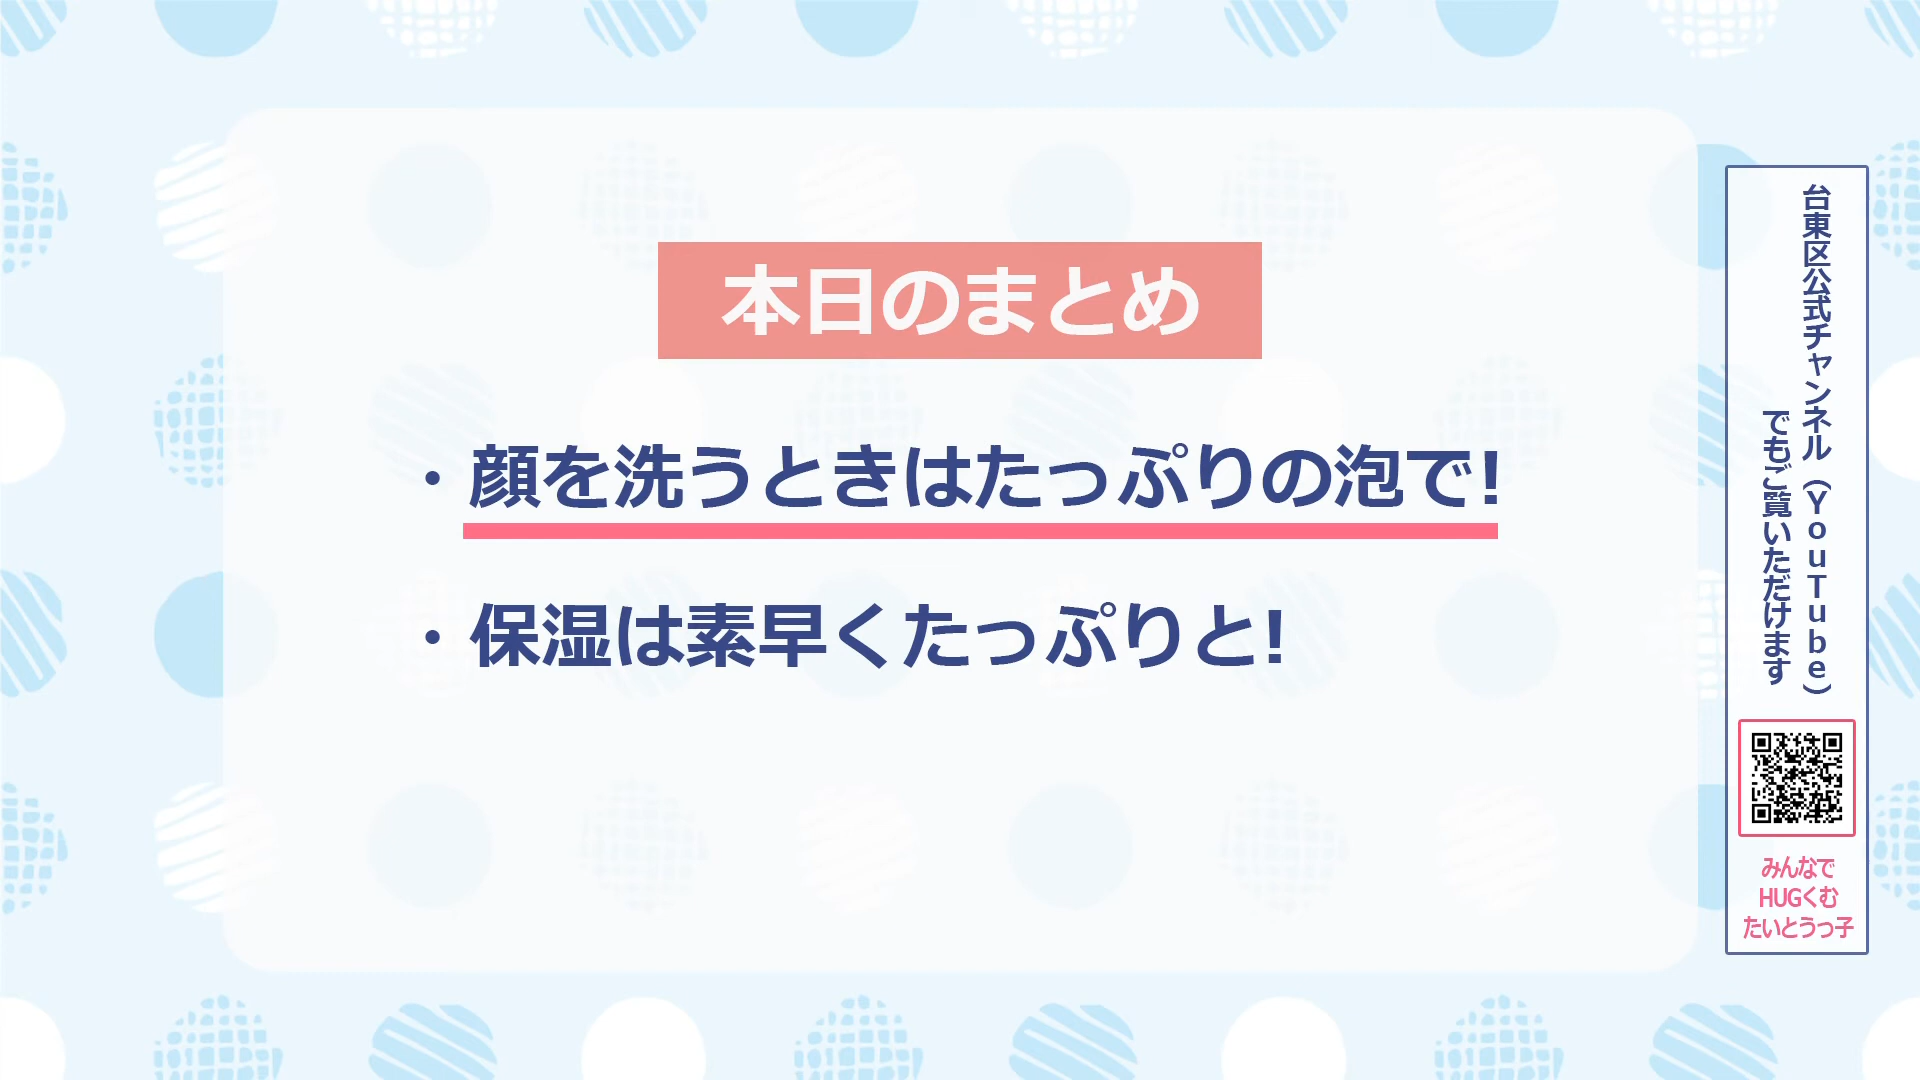 本日のまとめ
・顔を洗うときはたっぷりの泡で!
・保湿は素早くたっぷりと!
台東区公式チャンネル（YouTube）
でもご覧いただけます
みんなで
HUGくむ
たいとうっ子